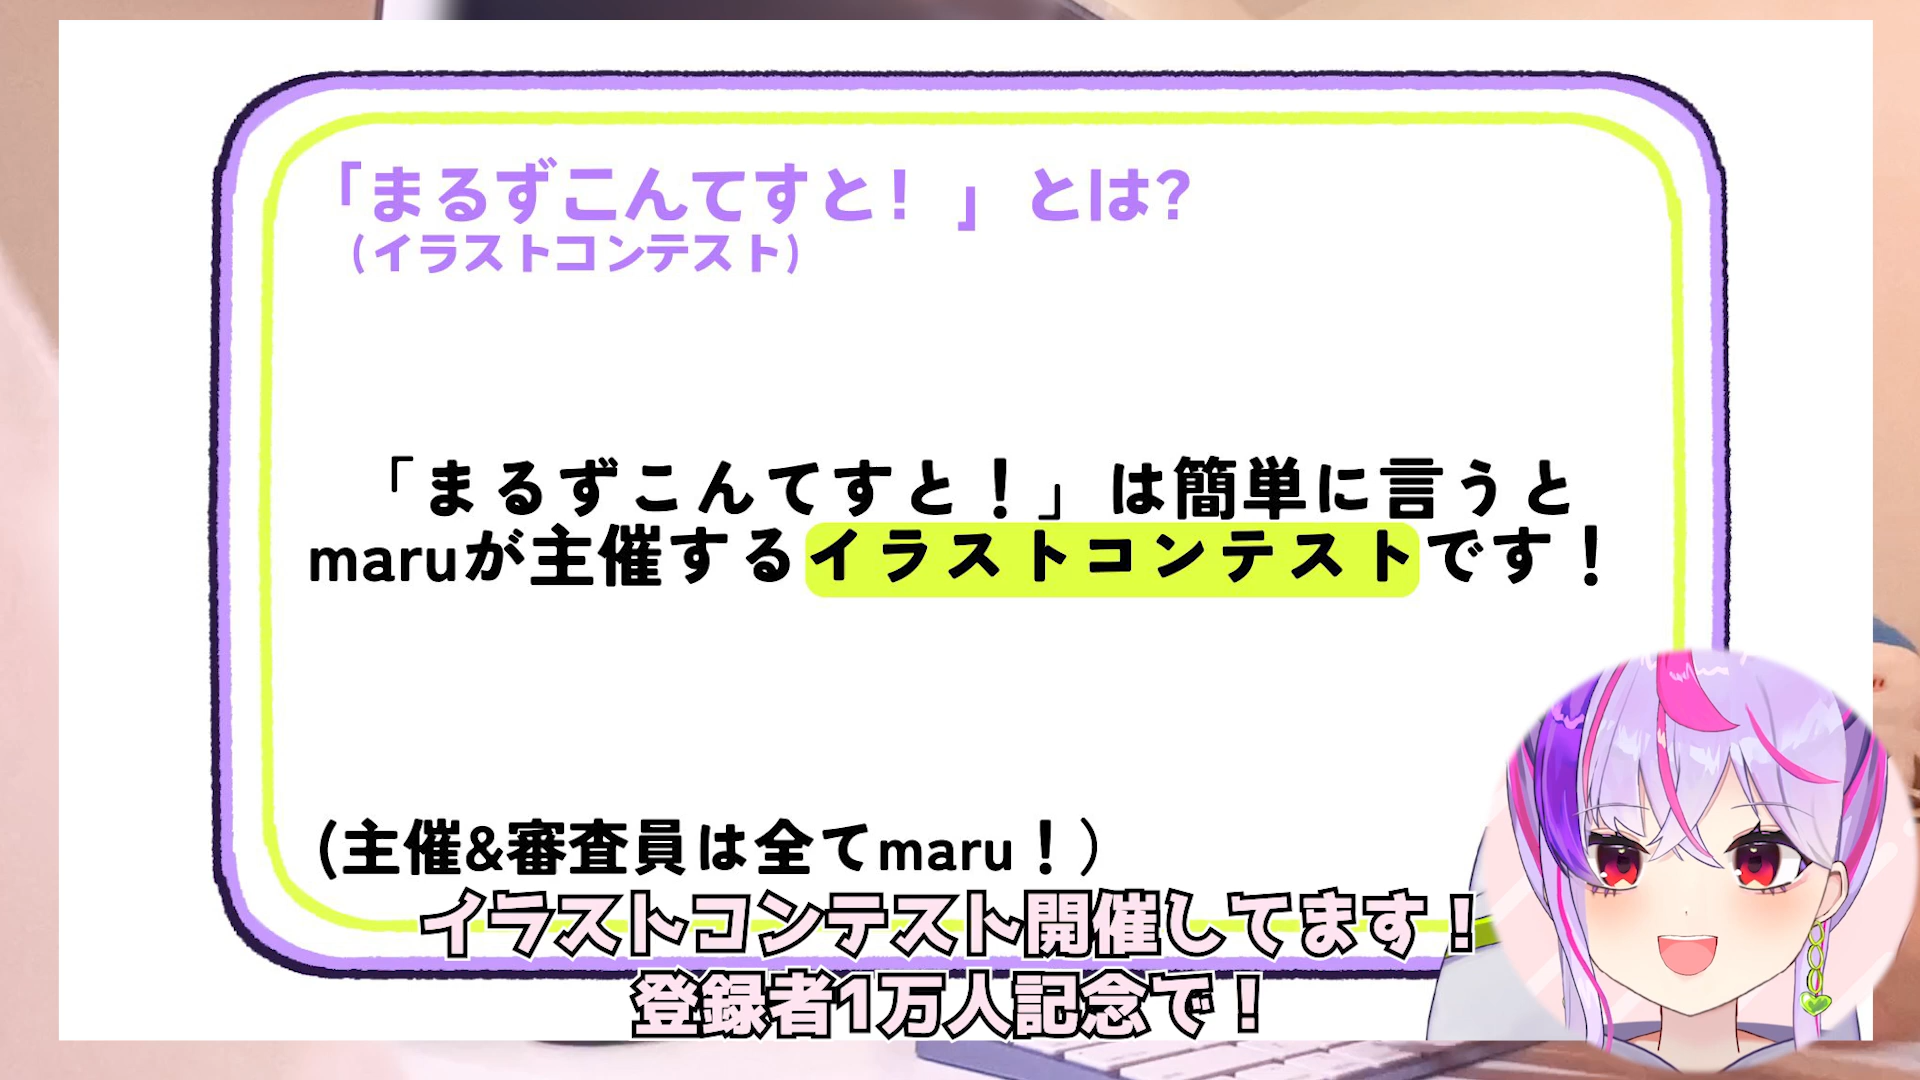 「まるずこんてすと！」とは?
(イラストコンテスト)
「まるずこんてすと！」は簡単に言うと
maruが主催するイラストコンテストです！
(主催&審査員は全てmaru！)
イラストコンテスト開催してます！
登録者1万人記念で！